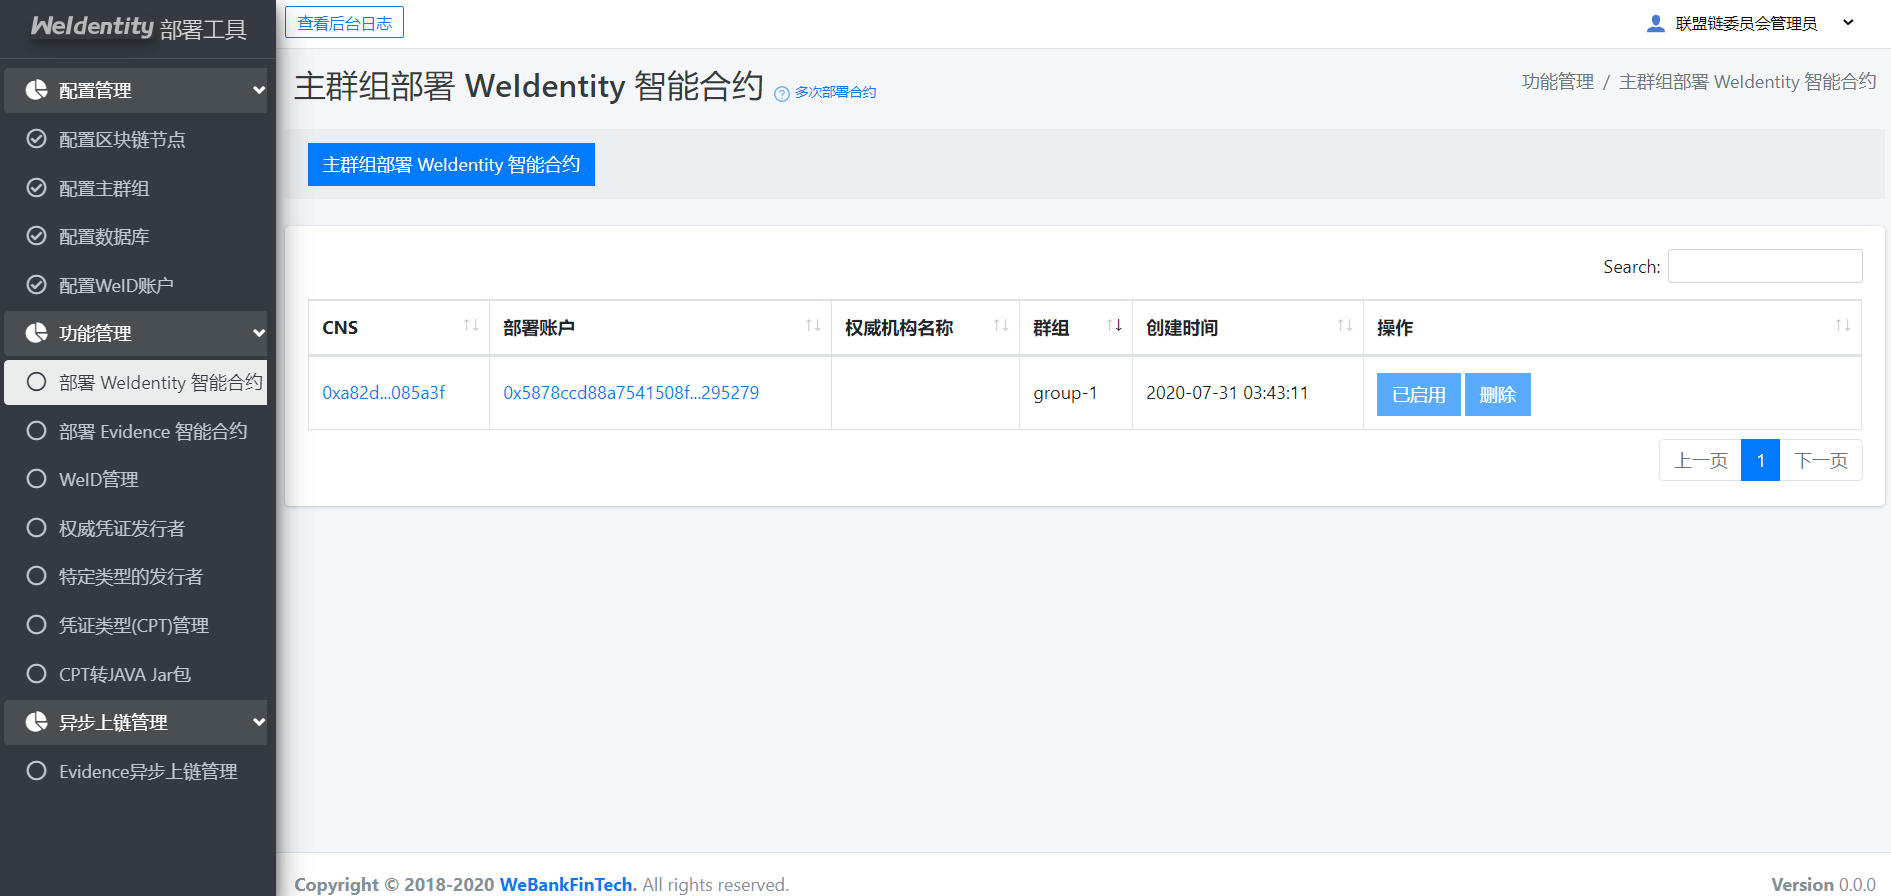 WeIdentity 部署工具
配置管理
配置区块链节点
配置主群组
配置数据库
配置WeID账户
功能管理
部署 WeIdentity 智能合约
部署 Evidence 智能合约
WeID管理
权威凭证发行者
特定类型的发行者
凭证类型(CPT)管理
CPT转JAVA Jar包
异步上链管理
Evidence异步上链管理
查看后台日志
联盟链委员会管理员
主群组部署 WeIdentity 智能合约 多次部署合约
功能管理 / 主群组部署 WeIdentity 智能合约
主群组部署 WeIdentity 智能合约
Search:
CNS 部署账户 权威机构名称 群组 创建时间 操作
0xa82d...085a3f 0x5878ccd88a7541508f...295279 group-1 2020-07-31 03:43:11 已启用 删除
上一页 1 下一页
Copyright © 2018-2020 WeBankFinTech. All rights reserved.
Version 0.0.0